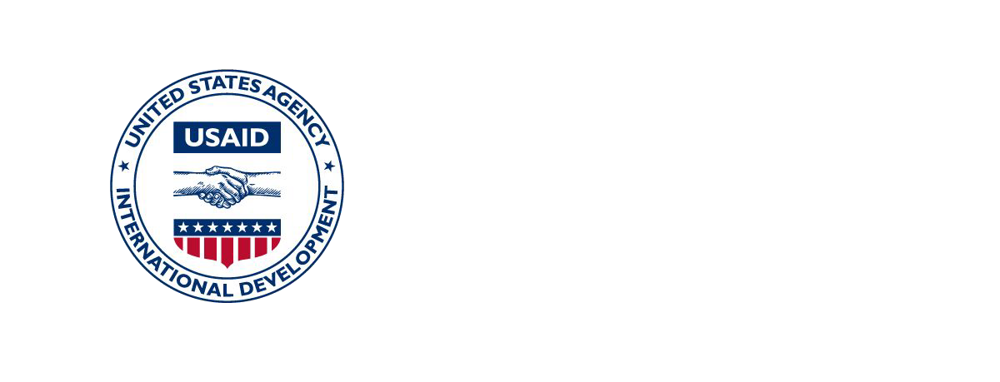 UNITED STATES AGENCY
USAID
INTERNATIONAL DEVELOPMENT